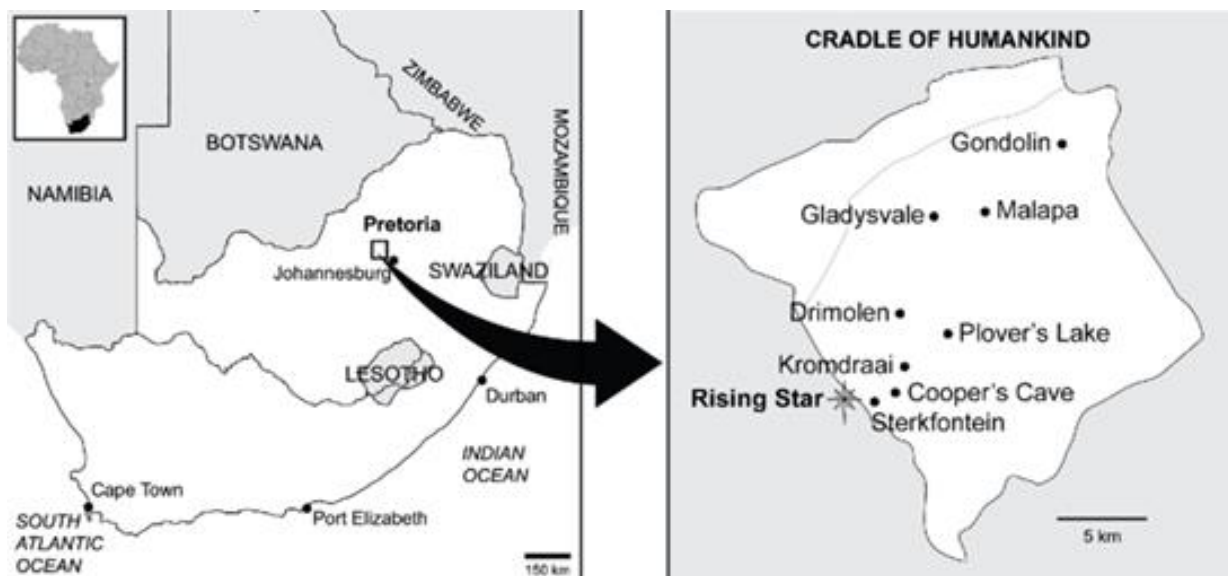 ZIMBABWE
BOTSWANA
MOZAMBIQUE
NAMIBIA
Pretoria
Johannesburg
SWAZILAND
LESOTHO
Durban
INDIAN
OCEAN
Cape Town
Port Elizabeth
SOUTH
ATLANTIC
OCEAN
150 km
CRADLE OF HUMANKIND
Gondolin
Gladysvale
Malapa
Drimolen
Plover's Lake
Kromdraai
Cooper's Cave
Rising Star
Sterkfontein
5 km